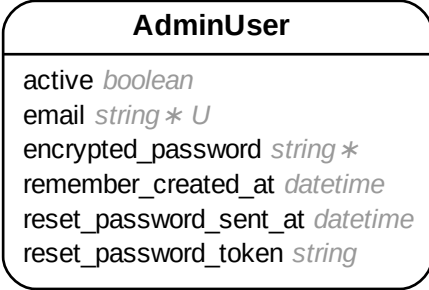 AdminUser
active boolean
email string ∗ U
encrypted_password string ∗
remember_created_at datetime
reset_password_sent_at datetime
reset_password_token string